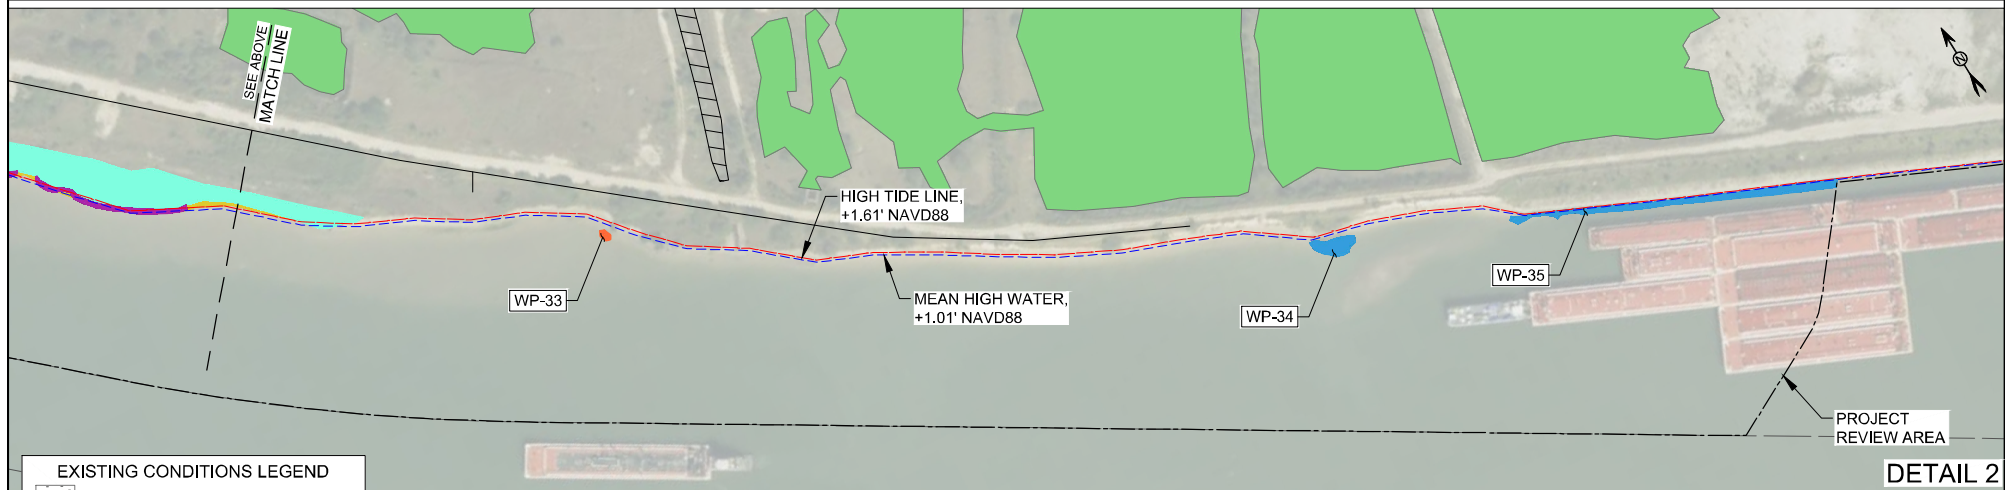 SEE ABOVE
MATCH LINE
N
HIGH TIDE LINE,
+1.61' NAVD88
WP-33
MEAN HIGH WATER,
+1.01' NAVD88
WP-34
WP-35
PROJECT
REVIEW AREA
EXISTING CONDITIONS LEGEND
DETAIL 2